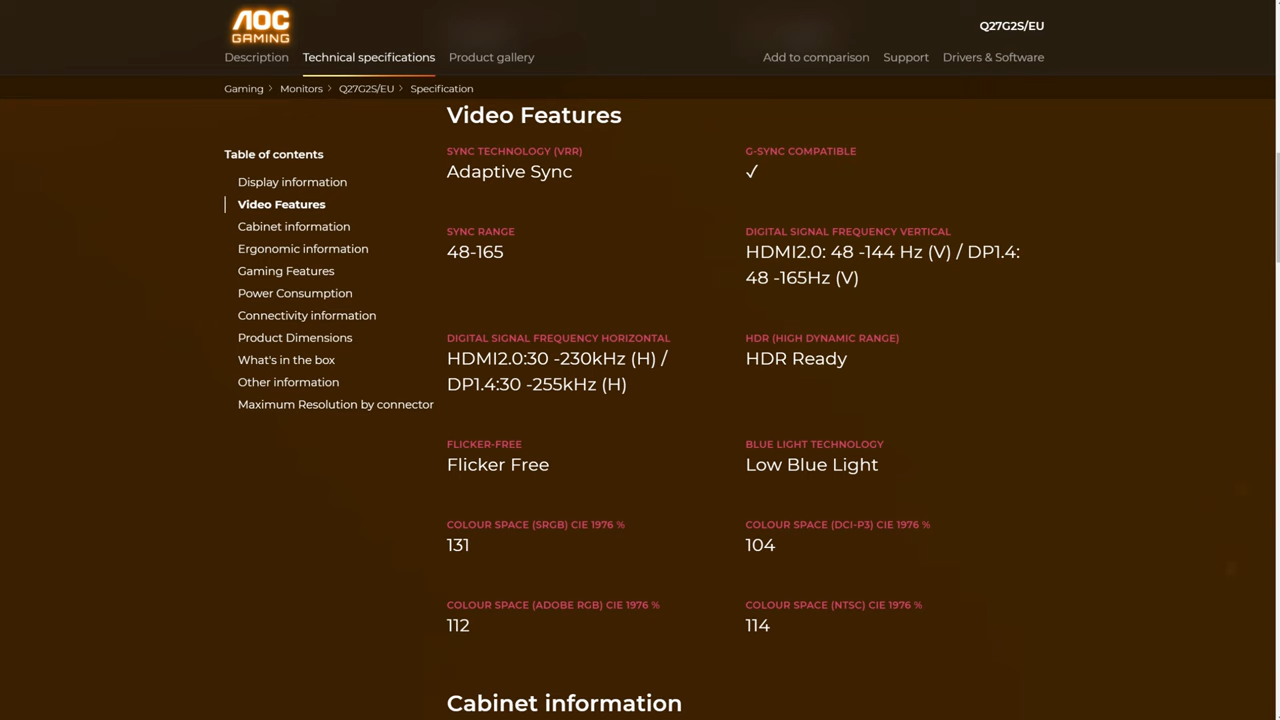 AOC
GAMING
Q27G2S/EU
Description
Technical specifications
Product gallery
Add to comparison
Support
Drivers & Software
Gaming > Monitors > Q27G2S/EU > Specification
Table of contents
Display information
Video Features
Cabinet information
Ergonomic information
Gaming Features
Power Consumption
Connectivity information
Product Dimensions
What's in the box
Other information
Maximum Resolution by connector
Video Features
SYNC TECHNOLOGY (VRR)
Adaptive Sync
G-SYNC COMPATIBLE
✓
SYNC RANGE
48-165
DIGITAL SIGNAL FREQUENCY VERTICAL
HDMI2.0: 48 -144 Hz (V) / DP1.4:
48 -165Hz (V)
DIGITAL SIGNAL FREQUENCY HORIZONTAL
HDMI2.0:30 -230kHz (H) /
DP1.4:30 -255kHz (H)
HDR (HIGH DYNAMIC RANGE)
HDR Ready
FLICKER-FREE
Flicker Free
BLUE LIGHT TECHNOLOGY
Low Blue Light
COLOUR SPACE (SRGB) CIE 1976 %
131
COLOUR SPACE (DCI-P3) CIE 1976 %
104
COLOUR SPACE (ADOBE RGB) CIE 1976 %
112
COLOUR SPACE (NTSC) CIE 1976 %
114
Cabinet information